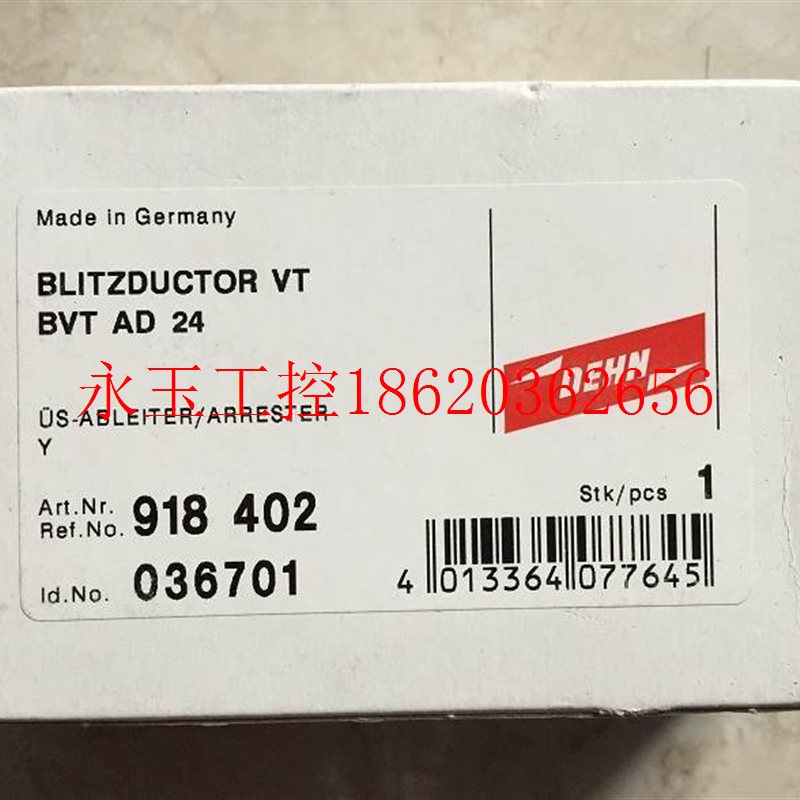 Made in Germany
BLITZDUCTOR VT
BVT AD 24
DEHN
永玉工控18620362656
ÜS-ABLEITER/ARRESTER
Y
Stk/pcs 1
Art.Nr.
Ref.No. 918 402
Id.No. 036701
4 013364 077645